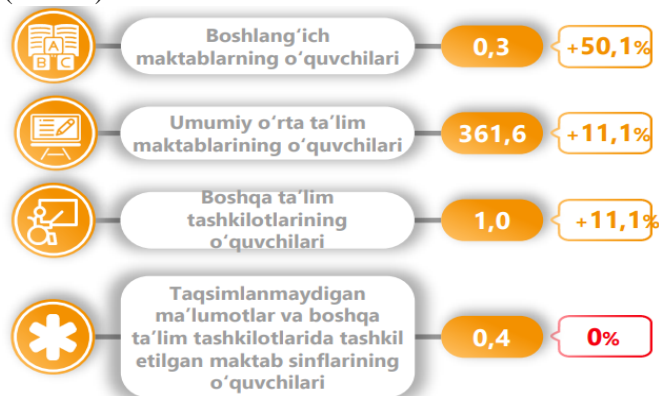 Boshlang‘ich
maktablarning o‘quvchilari
0,3
+50,1%
A
B C
Umumiy o‘rta ta’lim
maktablarining o‘quvchilari
361,6
+11,1%
Boshqa ta’lim
tashkilotlarining
o‘quvchilari
1,0
+11,1%
Taqsimlanmaydigan
ma’lumotlar va boshqa
ta’lim tashkilotlarida tashkil
etilgan maktab sinflarining
o‘quvchilari
0,4
0%